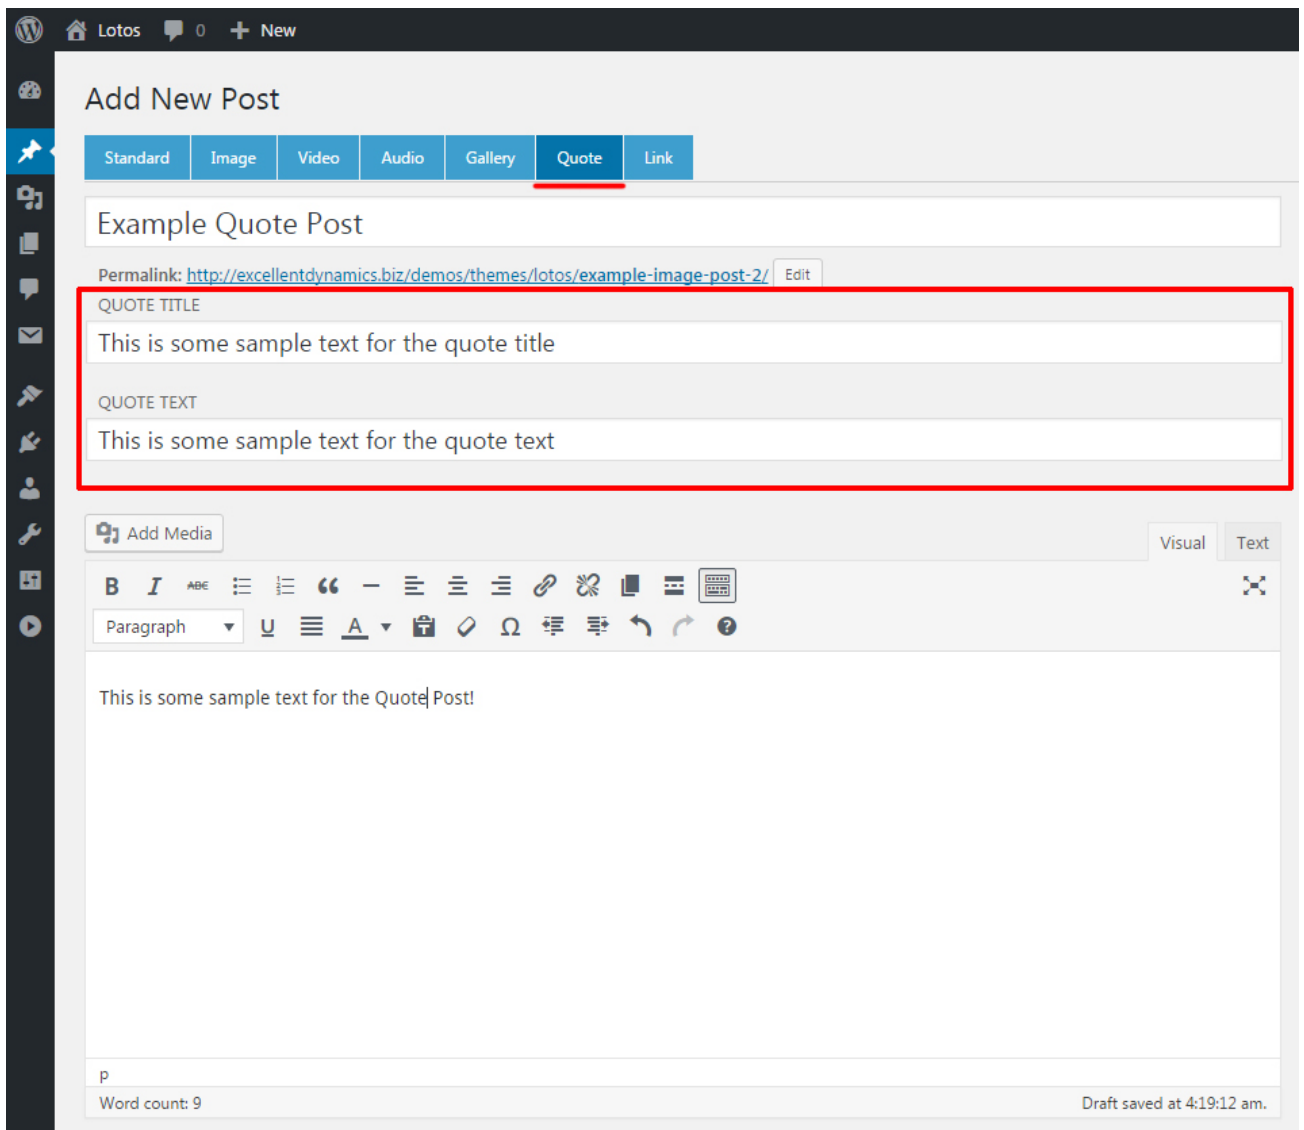 Lotos 0 New
Add New Post
Standard Image Video Audio Gallery Quote Link
Example Quote Post
Permalink: http://excellentdynamics.biz/demos/themes/lotos/example-image-post-2/ Edit
QUOTE TITLE
This is some sample text for the quote title
QUOTE TEXT
This is some sample text for the quote text
Add Media
Visual Text
B I ABC
Paragraph U A Ω
This is some sample text for the Quote Post!
p
Word count: 9 Draft saved at 4:19:12 am.